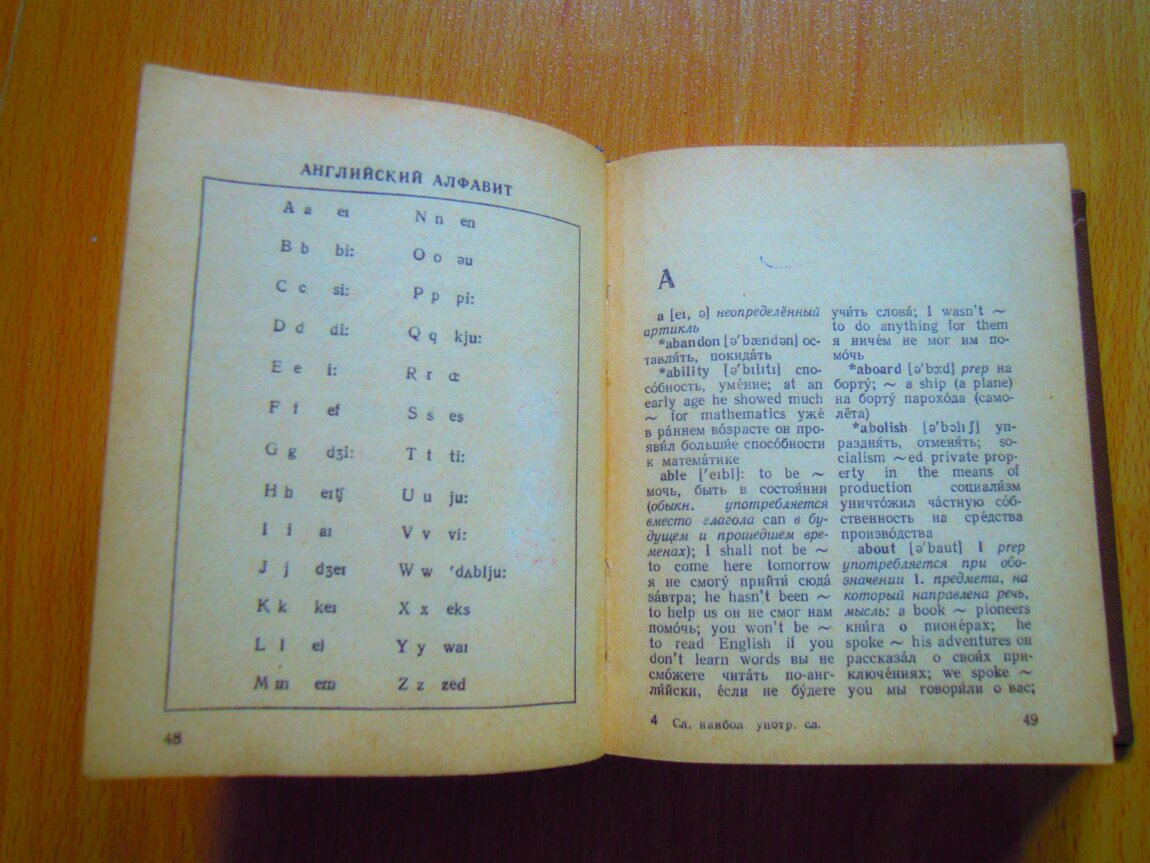 АНГЛИЙСКИЙ АЛФАВИТ
A a eɪ
B b bi:
C c si:
D d di:
E e i:
F f ef
G g dʒi:
H h eɪtʃ
I i aɪ
J j dʒeɪ
K k keɪ
L l el
M m em
N n en
O o əu
P p pi:
Q q kju:
R r ɑ:
S s es
T t ti:
U u ju:
V v vi:
W w ′dʌblju:
X x eks
Y y waɪ
Z z zed
48
A
a [eɪ, ə] неопределённый
артикль
*abandon [ə′bændən] ос-
тавля́ть, покида́ть
*ability [ə′bɪlɪtɪ] спо-
со́бность, уме́ние; at an
early age he showed much
~ for mathematics уже́
в ра́ннем во́зрасте он про-
яви́л больши́е спосо́бности
к матема́тике
able [′eɪbl]: to be ~
мочь, быть в состоя́нии
(обыкн. употребляется
вместо глагола can в бу-
дущем и прошедшем вре-
менах); I shall not be ~
to come here tomorrow
я не смогу́ прийти́ сюда́
за́втра; he hasn't been ~
to help us он не смог нам
помо́чь; you won't be ~
to read English if you
don't learn words вы не
смо́жете чита́ть по-анг-
ли́йски, е́сли не бу́дете
учи́ть слова́; I wasn't ~
to do anything for them
я ниче́м не мог им по-
мо́чь
*aboard [ə′bɔ:d] prep на
борту́; ~ a ship (a plane)
на борту́ парохо́да (само-
лёта)
*abolish [ə′bɔlɪʃ] уп-
раздня́ть, отменя́ть; so-
cialism ~ed private prop-
erty in the means of
production социали́зм
уничто́жил ча́стную со́б-
ственность на сре́дства
произво́дства
about [ə′baut] I prep
употребляется при обо-
значении 1. предмета, на
который направлена речь,
мысль: a book ~ pioneers
кни́га о пионе́рах; he
spoke ~ his adventures он
расска́зал о свои́х при-
ключе́ниях; we spoke ~
you мы говори́ли о вас;
4 Сл. наибол. употр. сл.
49